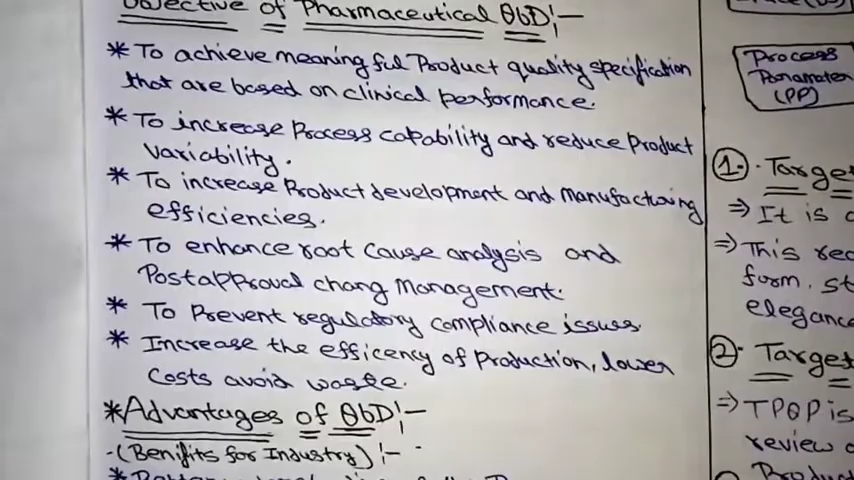 Objective of Pharmaceutical QbD:-
* To achieve meaningful Product quality specification
that are based on clinical performance.
* To increase Process capability and reduce Product
Variability.
* To increase Product development and manufacturing
efficiencies.
* To enhance root cause analysis and
Postapproval chang Management.
* To Prevent regulatory compliance issues.
* Increase the efficency of Production, lower
Costs avoid waste.
*Advantages of QbD:-
-(Benifits for Industry):-
Process
Parameter
(PP)
1. Target
⇒ It is
⇒ This
form. st
elegance
2. Target
⇒ TPQP is
review
Product